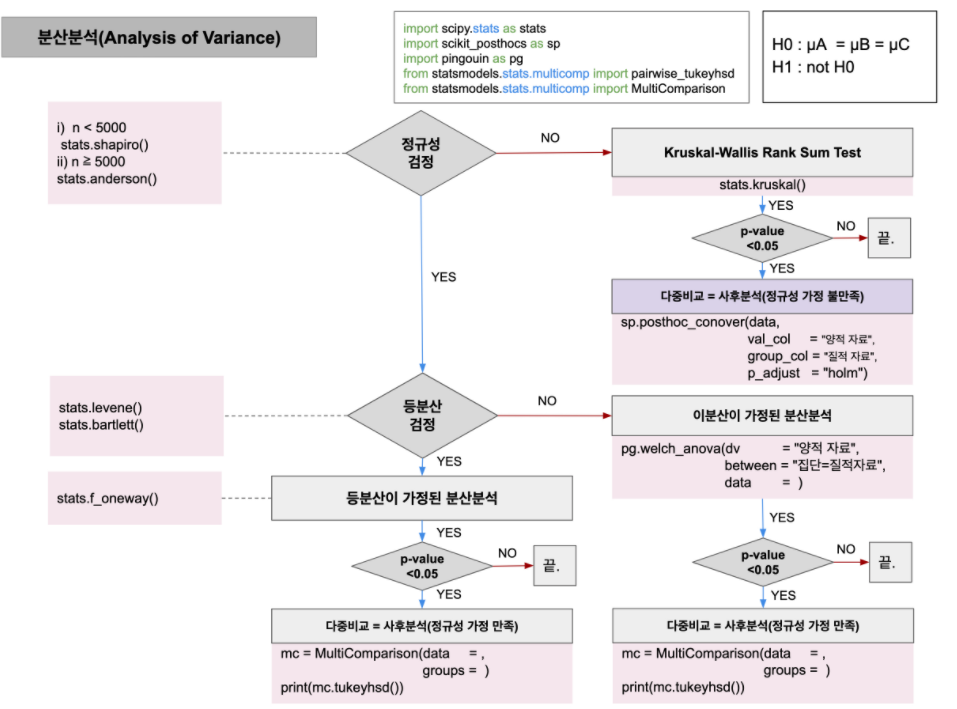 분산분석(Analysis of Variance)
import scipy.stats as stats
import scikit_posthocs as sp
import pingouin as pg
from statsmodels.stats.multicomp import pairwise_tukeyhsd
from statsmodels.stats.multicomp import MultiComparison
H0 : μA = μB = μC
H1 : not H0
i) n < 5000
stats.shapiro()
ii) n ≧ 5000
stats.anderson()
정규성
검정
NO
Kruskal-Wallis Rank Sum Test
stats.kruskal()
YES
p-value
<0.05
NO
끝.
YES
다중비교 = 사후분석(정규성 가정 불만족)
sp.posthoc_conover(data,
val_col = "양적 자료",
group_col = "질적 자료",
p_adjust = "holm")
YES
stats.levene()
stats.bartlett()
등분산
검정
NO
이분산이 가정된 분산분석
pg.welch_anova(dv = "양적 자료",
between = "집단=질적자료",
data = )
YES
stats.f_oneway()
등분산이 가정된 분산분석
YES
p-value
<0.05
NO
끝.
YES
다중비교 = 사후분석(정규성 가정 만족)
mc = MultiComparison(data = ,
groups = )
print(mc.tukeyhsd())
YES
p-value
<0.05
NO
끝.
YES
다중비교 = 사후분석(정규성 가정 만족)
mc = MultiComparison(data = ,
groups = )
print(mc.tukeyhsd())